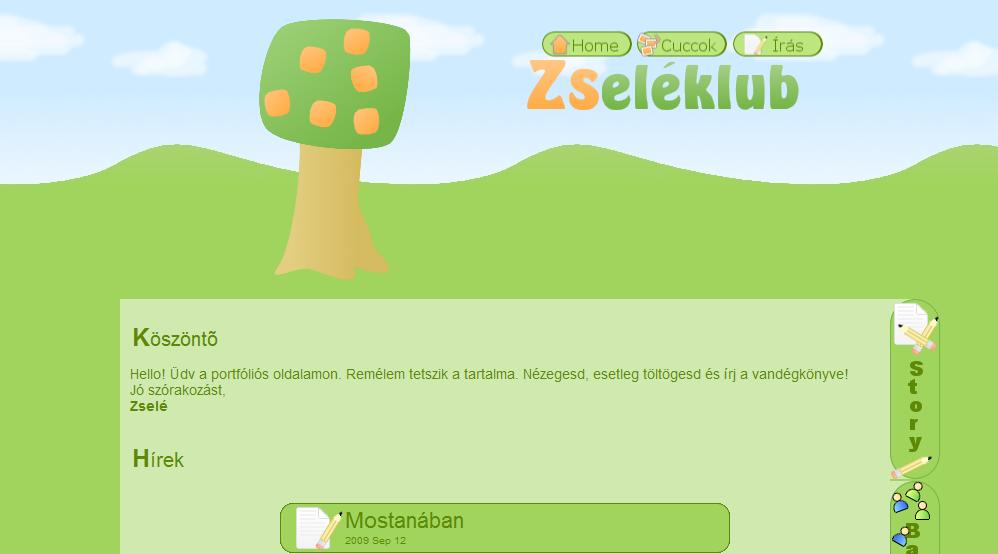 Home Cuccok Írás
Zseléklub
Köszöntõ
Hello! Üdv a portfóliós oldalamon. Remélem tetszik a tartalma. Nézegesd, esetleg töltögesd és írj a vandégkönyve!
Jó szórakozást,
Zselé
Hírek
Mostanában
2009 Sep 12
Story
Ba